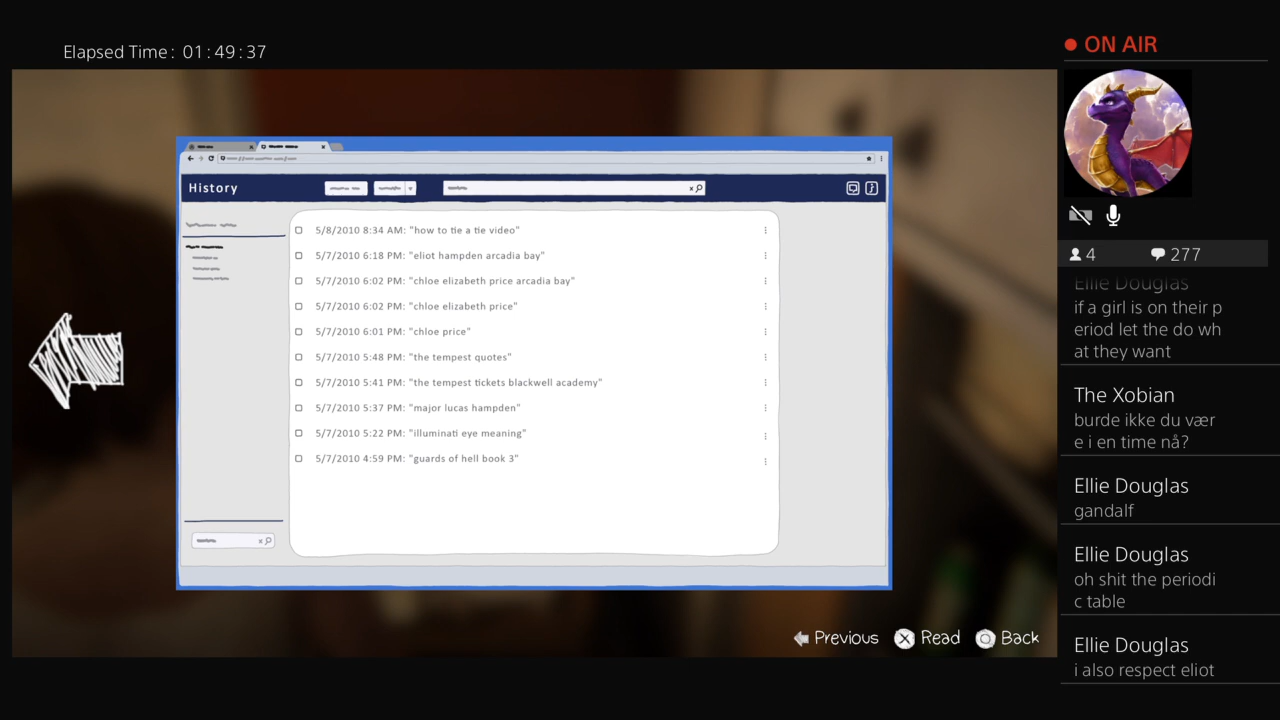 Elapsed Time: 01:49:37
ON AIR
History
5/8/2010 8:34 AM: "how to tie a tie video"
5/7/2010 6:18 PM: "eliot hampden arcadia bay"
5/7/2010 6:02 PM: "chloe elizabeth price arcadia bay"
5/7/2010 6:02 PM: "chloe elizabeth price"
5/7/2010 6:01 PM: "chloe price"
5/7/2010 5:48 PM: "the tempest quotes"
5/7/2010 5:41 PM: "the tempest tickets blackwell academy"
5/7/2010 5:37 PM: "major lucas hampden"
5/7/2010 5:22 PM: "illuminati eye meaning"
5/7/2010 4:59 PM: "guards of hell book 3"
Previous Read Back
4 277
Ellie Douglas
if a girl is on their p
eriod let the do wh
at they want
The Xobian
burde ikke du vær
e i en time nå?
Ellie Douglas
gandalf
Ellie Douglas
oh shit the periodi
c table
Ellie Douglas
i also respect eliot